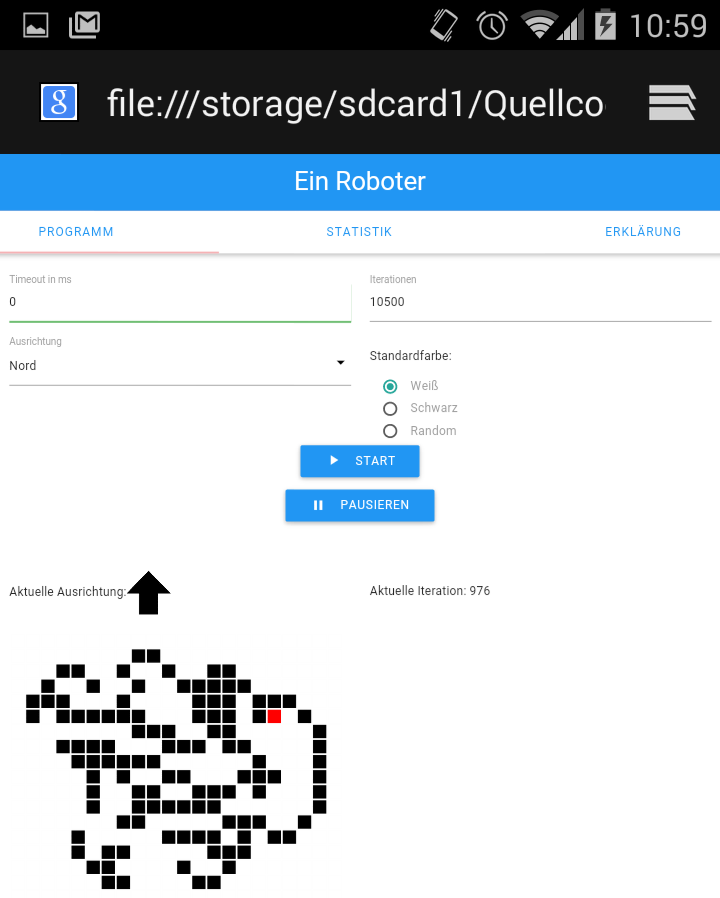 10:59
g
file:///storage/sdcard1/Quellco
Ein Roboter
PROGRAMM
STATISTIK
ERKLÄRUNG
Timeout in ms
0
Iterationen
10500
Ausrichtung
Nord
Standardfarbe:
Weiß
Schwarz
Random
START
PAUSIEREN
Aktuelle Ausrichtung:
Aktuelle Iteration: 976